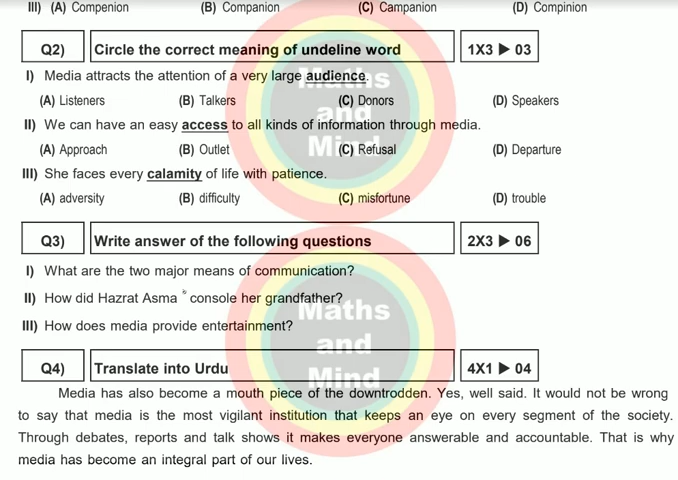 III) (A) Compenion (B) Companion (C) Campanion (D) Compinion
Q2) Circle the correct meaning of undeline word 1X3 ▶ 03
I) Media attracts the attention of a very large audience.
(A) Listeners (B) Talkers (C) Donors (D) Speakers
II) We can have an easy access to all kinds of information through media.
(A) Approach (B) Outlet (C) Refusal (D) Departure
III) She faces every calamity of life with patience.
(A) adversity (B) difficulty (C) misfortune (D) trouble
Maths
and
Mind
Q3) Write answer of the following questions 2X3 ▶ 06
I) What are the two major means of communication?
II) How did Hazrat Asma console her grandfather?
III) How does media provide entertainment?
Maths
and
Mind
Q4) Translate into Urdu 4X1 ▶ 04
Media has also become a mouth piece of the downtrodden. Yes, well said. It would not be wrong
to say that media is the most vigilant institution that keeps an eye on every segment of the society.
Through debates, reports and talk shows it makes everyone answerable and accountable. That is why
media has become an integral part of our lives.